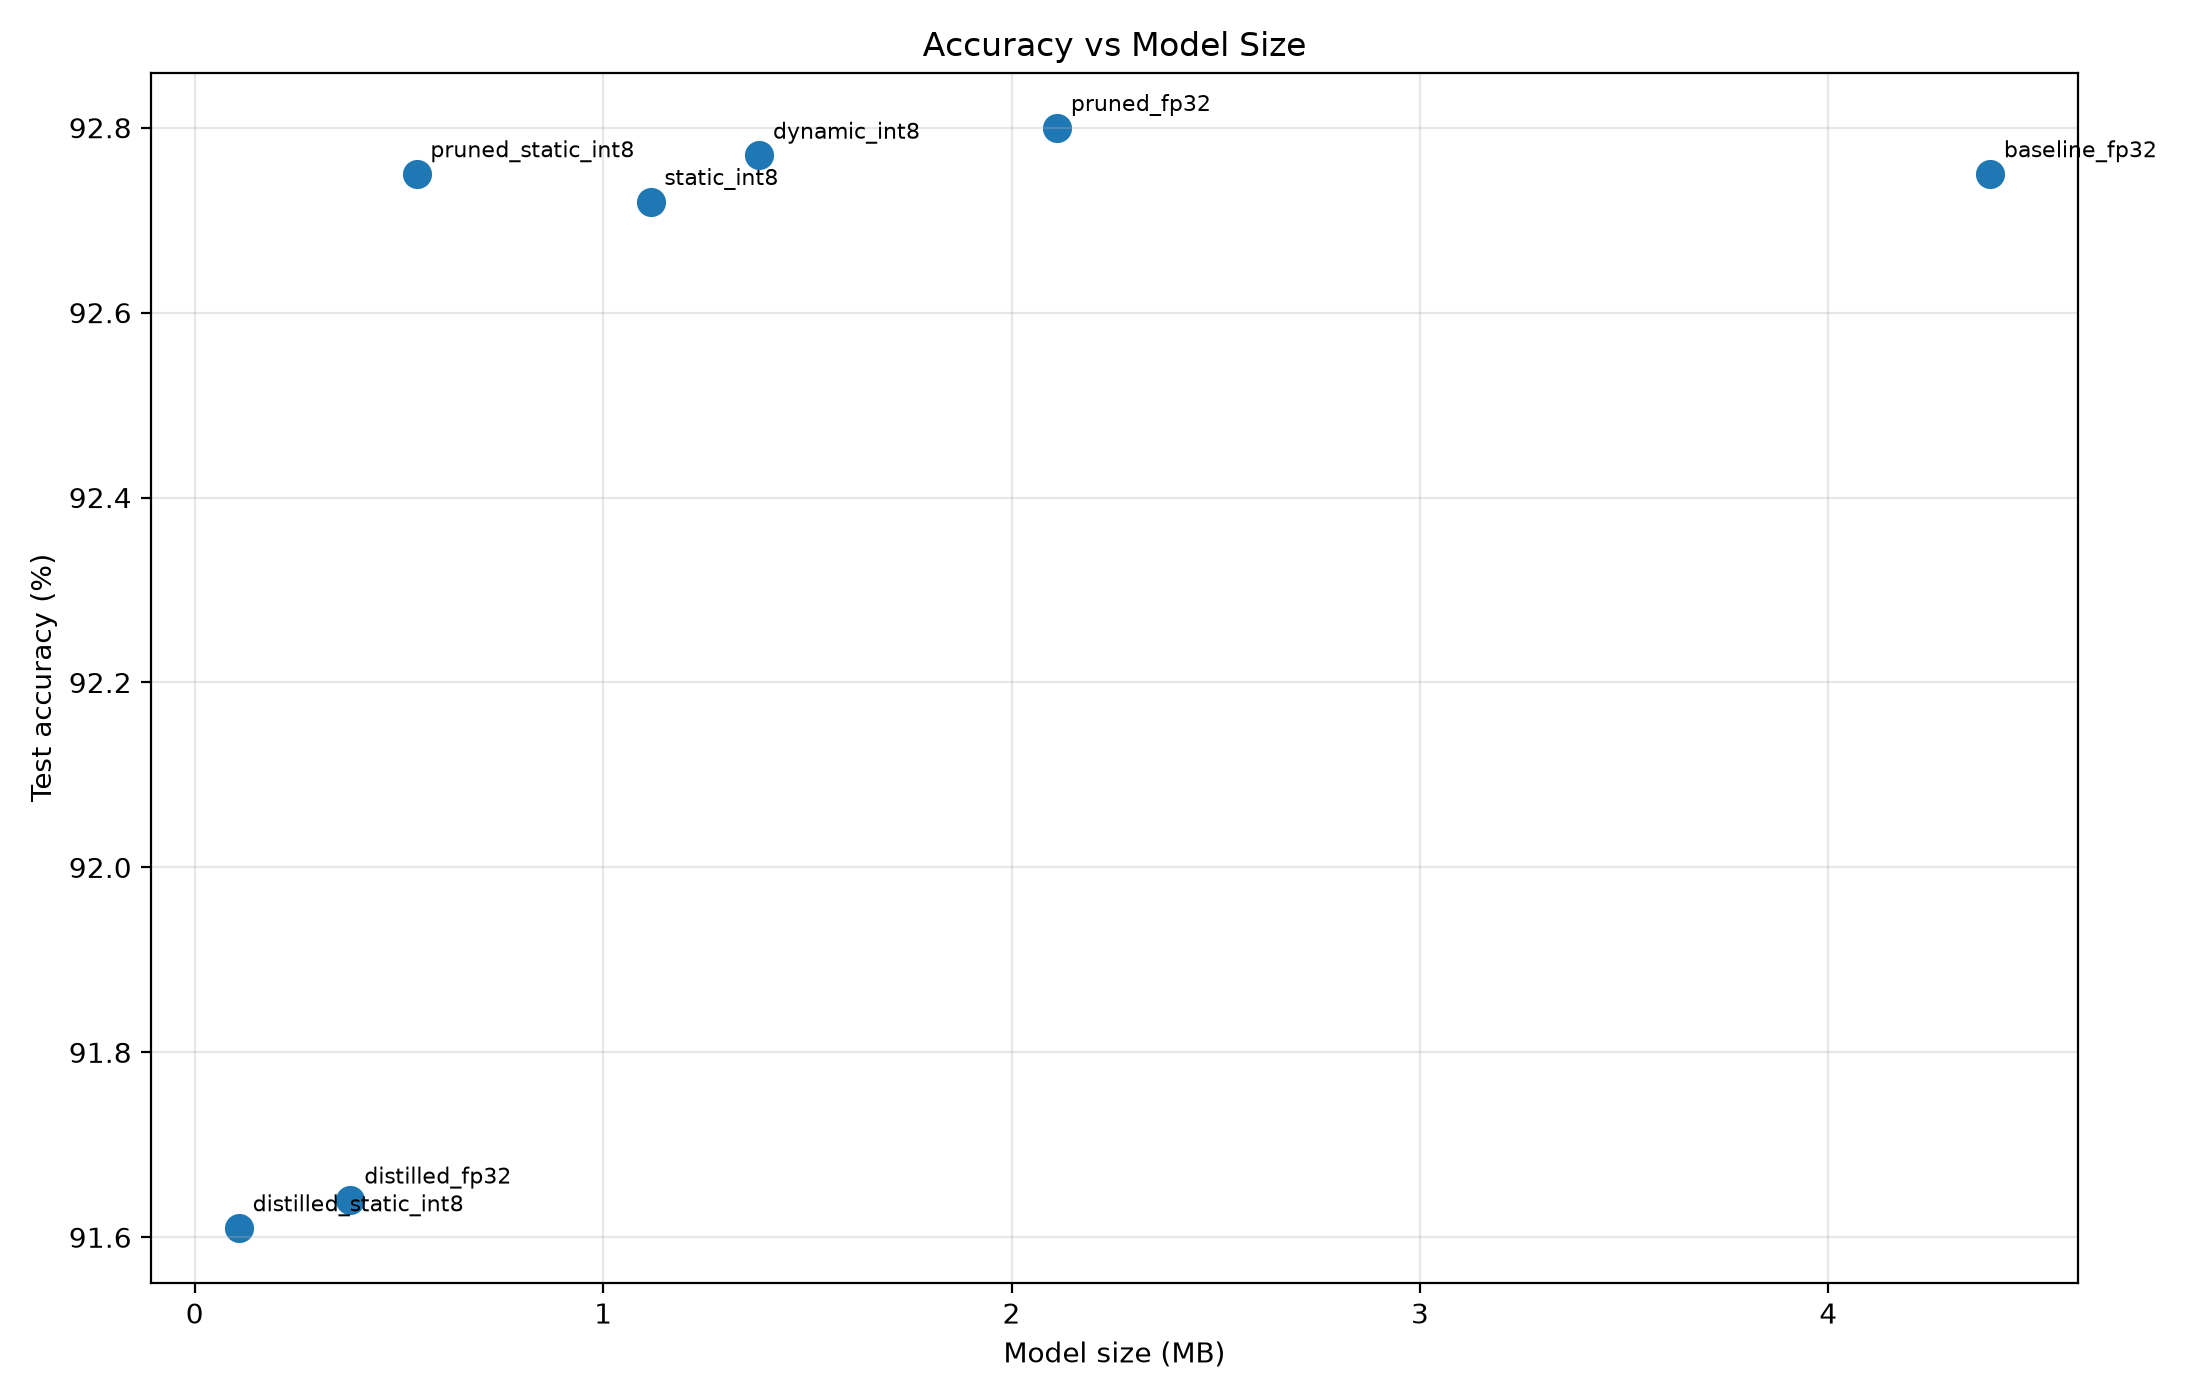 Accuracy vs Model Size
pruned_fp32
dynamic_int8
pruned_static_int8
baseline_fp32
static_int8
distilled_fp32
distilled_static_int8
92.8
92.6
92.4
92.2
92.0
91.8
91.6
Test accuracy (%)
0 1 2 3 4
Model size (MB)